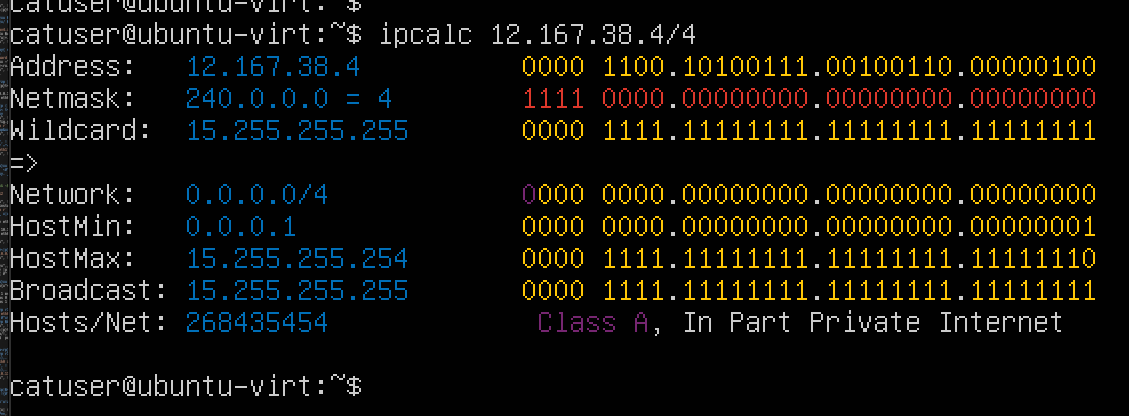 catuser@ubuntu-virt:~$
catuser@ubuntu-virt:~$ ipcalc 12.167.38.4/4
Address:   12.167.38.4           0000 1100.10100111.00100110.00000100
Netmask:   240.0.0.0 = 4         1111 0000.00000000.00000000.00000000
Wildcard:  15.255.255.255        0000 1111.11111111.11111111.11111111
=>
Network:   0.0.0.0/4             0000 0000.00000000.00000000.00000000
HostMin:   0.0.0.1               0000 0000.00000000.00000000.00000001
HostMax:   15.255.255.254        0000 1111.11111111.11111111.11111110
Broadcast: 15.255.255.255        0000 1111.11111111.11111111.11111111
Hosts/Net: 268435454              Class A, In Part Private Internet
catuser@ubuntu-virt:~$